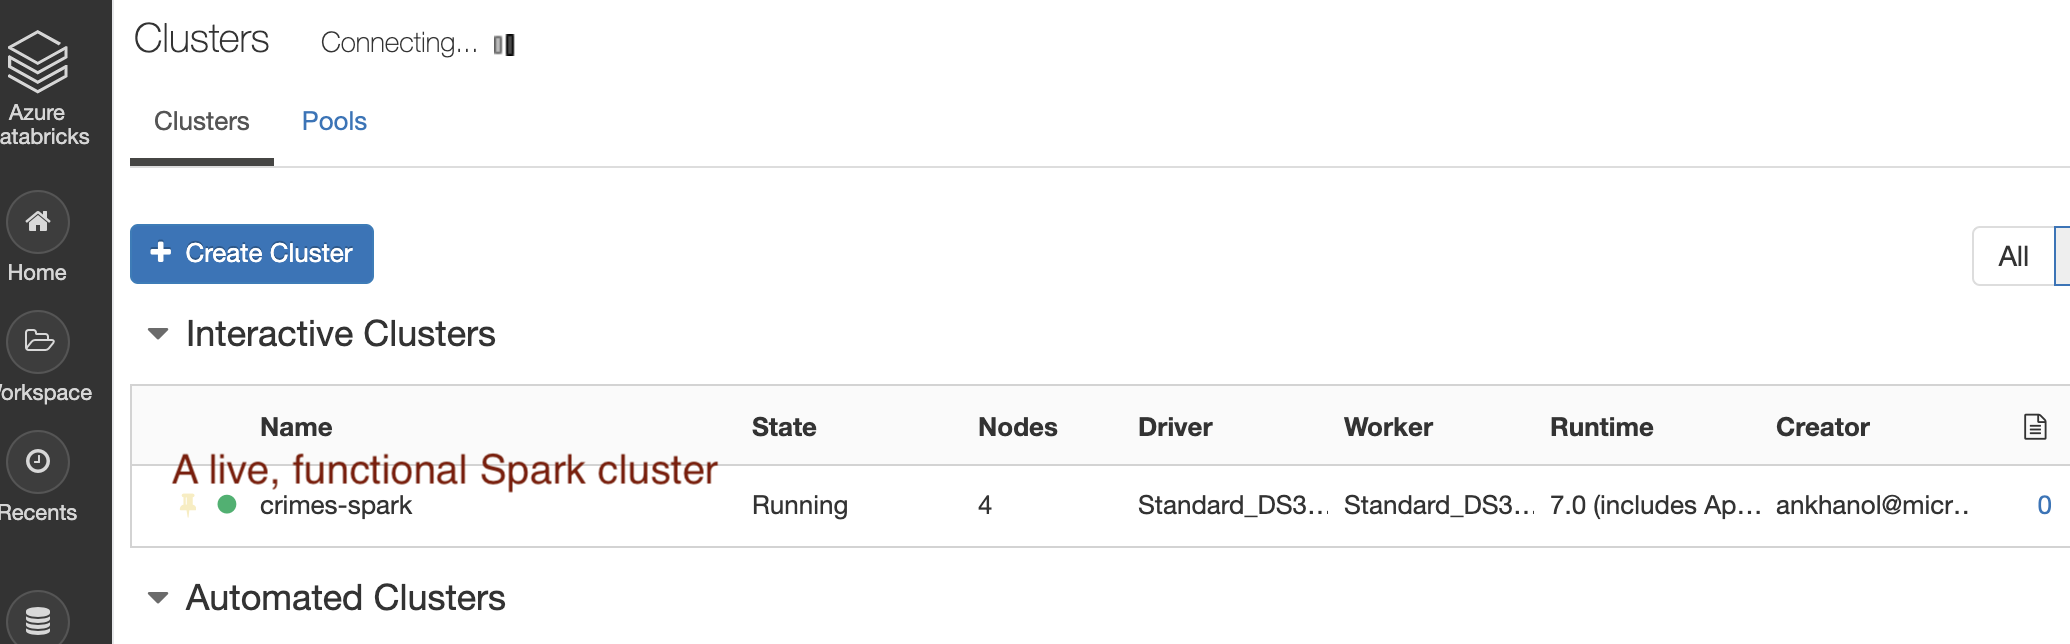 Clusters Connecting...
Azure
atabricks
Clusters Pools
Home
+ Create Cluster
All
Interactive Clusters
orkspace
Name State Nodes Driver Worker Runtime Creator
A live, functional Spark cluster
crimes-spark Running 4 Standard_DS3... Standard_DS3... 7.0 (includes Ap... ankhanol@micr.. 0
Recents
Automated Clusters